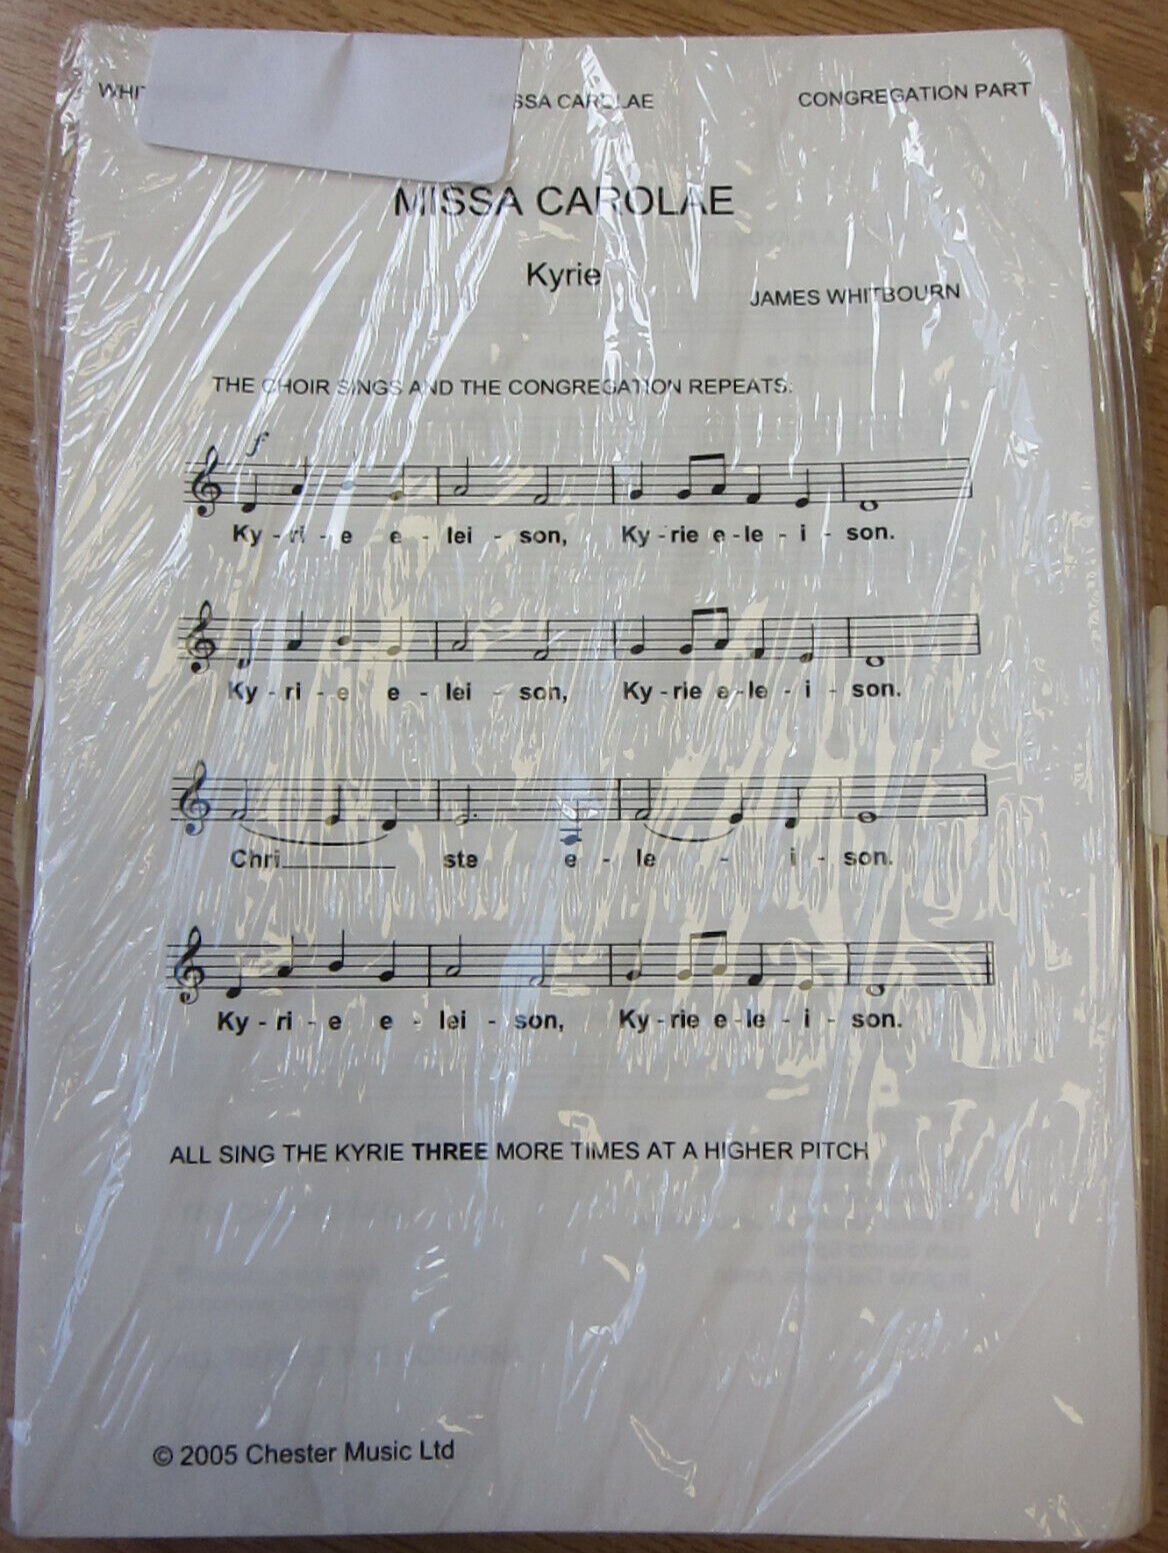 WHI SSA CAROLAE CONGREGATION PART
MISSA CAROLAE
Kyrie
JAMES WHITBOURN
THE CHOIR SINGS AND THE CONGREGATION REPEATS:
f
Ky - ri - e e - lei - son, Ky - rie e - le - i - son.
Ky - ri - e e - lei - son, Ky - rie e - le - i - son.
Chri ste e - le - i - son.
Ky - ri - e e - lei - son, Ky - rie e - le - i - son.
ALL SING THE KYRIE THREE MORE TIMES AT A HIGHER PITCH
© 2005 Chester Music Ltd